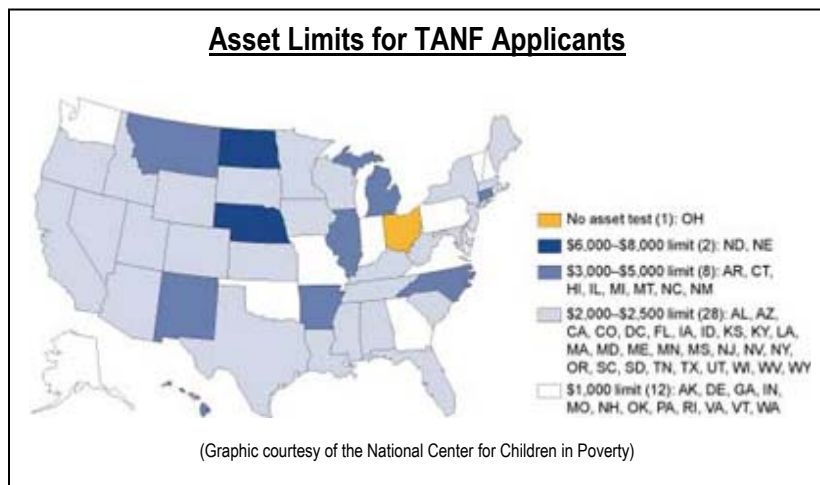 Asset Limits for TANF Applicants
No asset test (1): OH
$6,000–$8,000 limit (2): ND, NE
$3,000–$5,000 limit (8): AR, CT,
HI, IL, MI, MT, NC, NM
$2,000–$2,500 limit (28): AL, AZ,
CA, CO, DC, FL, IA, ID, KS, KY, LA,
MA, MD, ME, MN, MS, NJ, NV, NY,
OR, SC, SD, TN, TX, UT, WI, WV, WY
$1,000 limit (12): AK, DE, GA, IN,
MO, NH, OK, PA, RI, VA, VT, WA
(Graphic courtesy of the National Center for Children in Poverty)